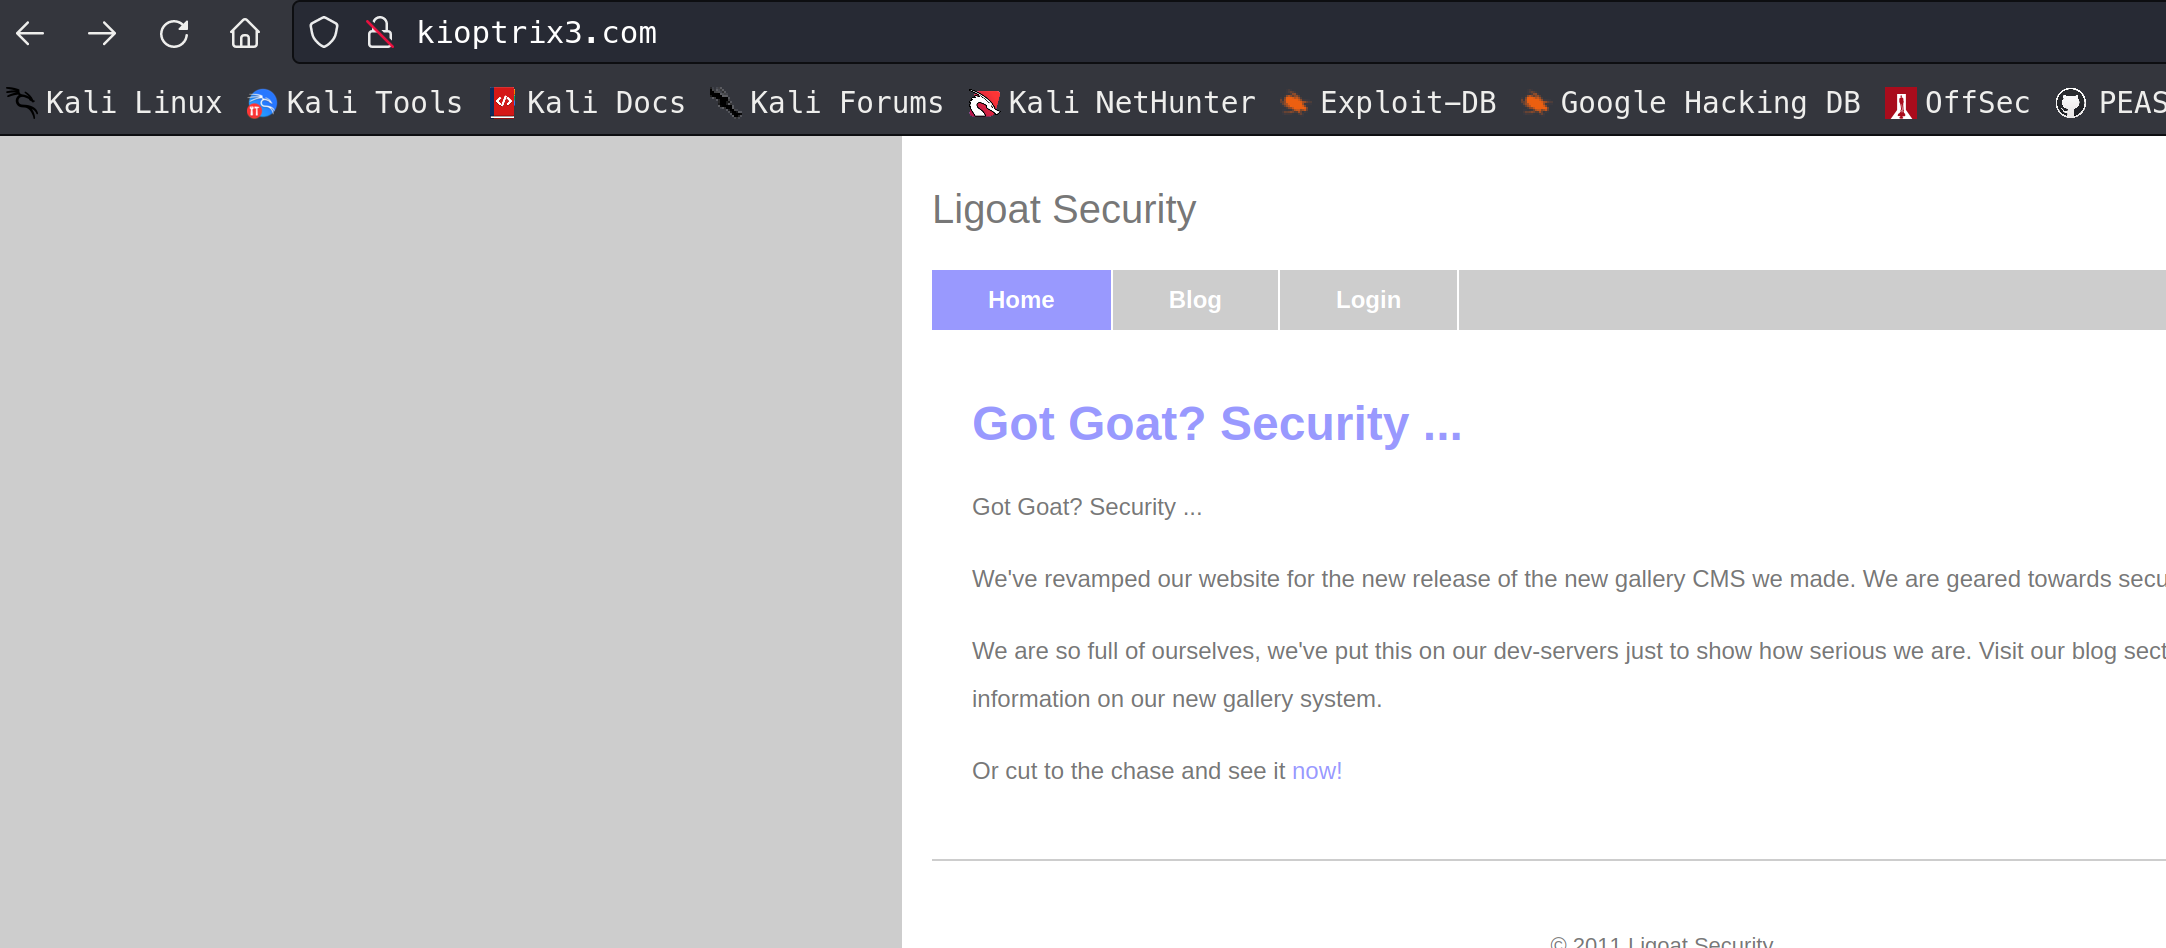 kioptrix3.com
Kali Linux Kali Tools Kali Docs Kali Forums Kali NetHunter Exploit-DB Google Hacking DB OffSec PEAS
Ligoat Security
Home Blog Login
Got Goat? Security ...
Got Goat? Security ...
We've revamped our website for the new release of the new gallery CMS we made. We are geared towards secu
We are so full of ourselves, we've put this on our dev-servers just to show how serious we are. Visit our blog sect
information on our new gallery system.
Or cut to the chase and see it now!
© 2011 Ligoat Security